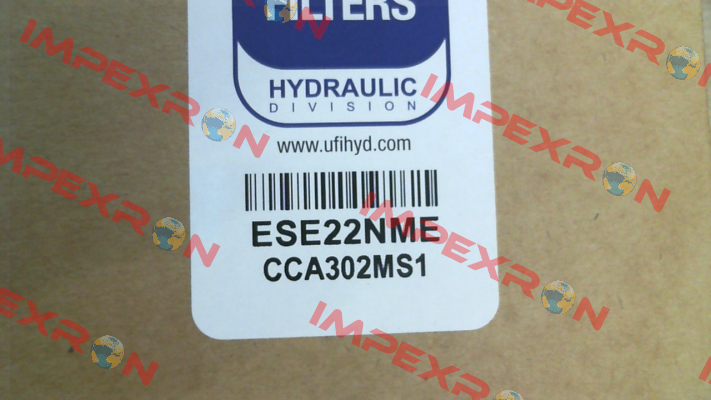 FILTERS
HYDRAULIC
DIVISION
www.ufihyd.com
ESE22NME
CCA302MS1
IMPEXRON
IMPEXRON
IMPEXRON
IMPEXRON
IMPEXRON
IMPEXRON